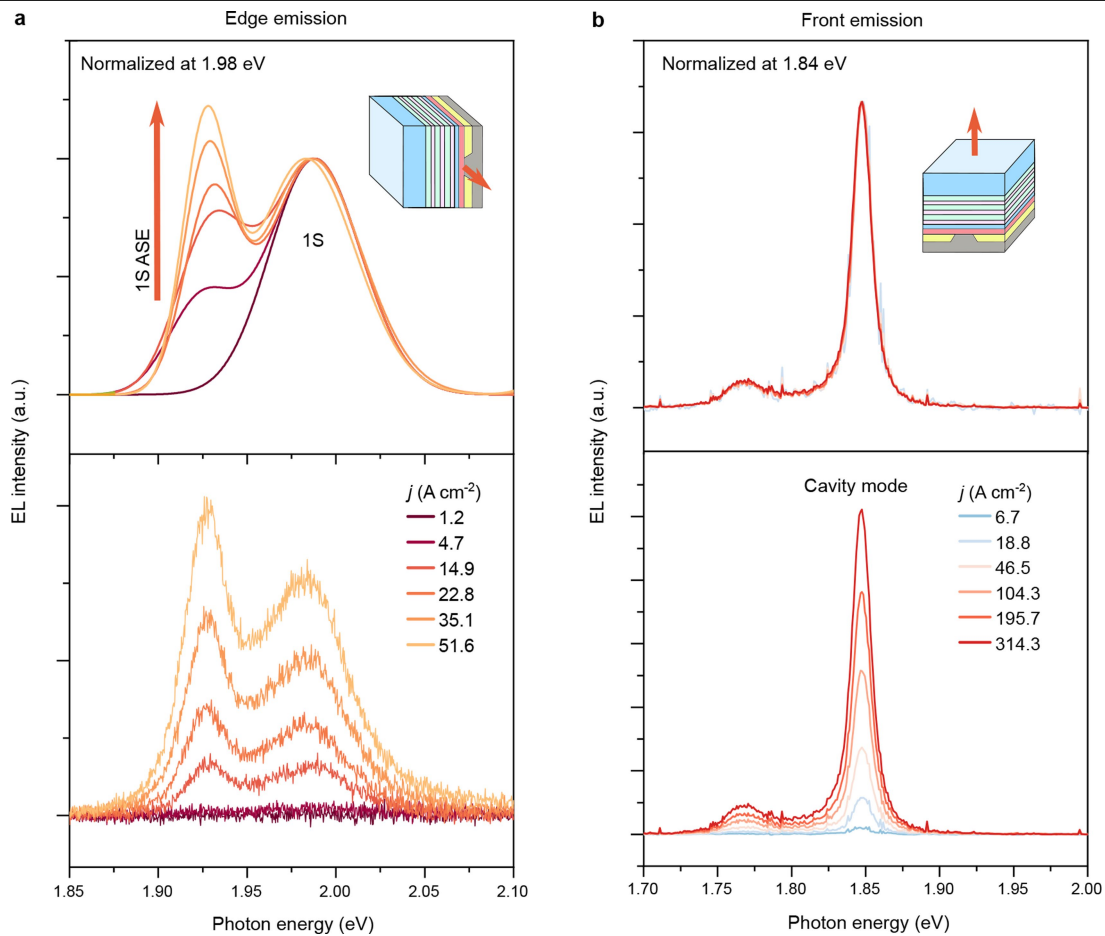 a
Edge emission
Normalized at 1.98 eV
1S ASE
1S
EL intensity (a.u.)
j (A cm-2)
1.2
4.7
14.9
22.8
35.1
51.6
1.85 1.90 1.95 2.00 2.05 2.10
Photon energy (eV)
b
Front emission
Normalized at 1.84 eV
EL intensity (a.u.)
Cavity mode
j (A cm-2)
6.7
18.8
46.5
104.3
195.7
314.3
1.70 1.75 1.80 1.85 1.90 1.95 2.00
Photon energy (eV)